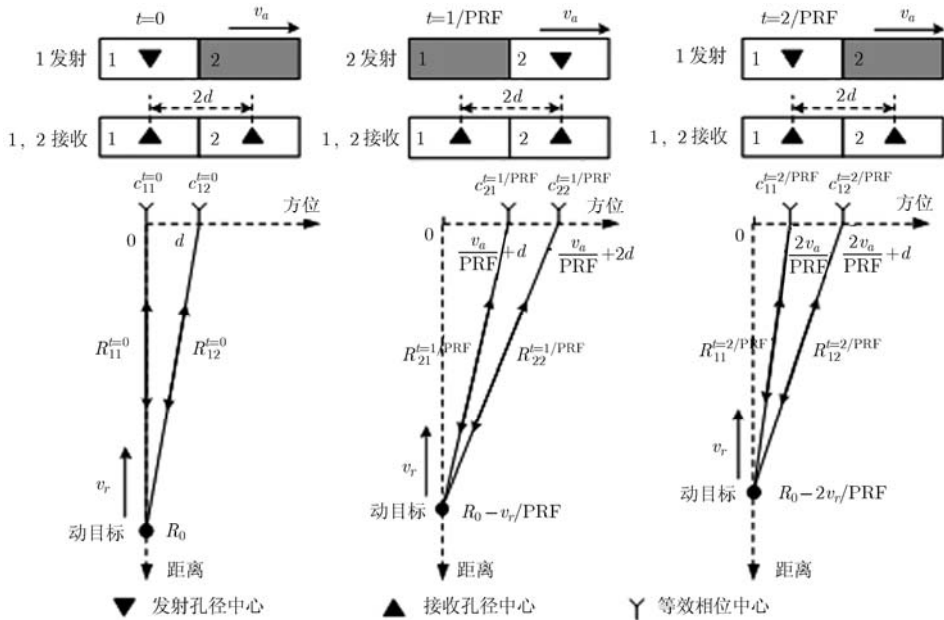 t=0 v_a
1 发射 1 2
2d
1, 2 接收 1 2
c_{11}^{t=0} c_{12}^{t=0}
方位
0 d
R_{11}^{t=0} R_{12}^{t=0}
v_r
动目标 R_0
距离
t=1/PRF v_a
2 发射 1 2
2d
1, 2 接收 1 2
c_{21}^{t=1/PRF} c_{22}^{t=1/PRF}
方位
0 v_a/PRF+d v_a/PRF+2d
R_{21}^{t=1/PRF} R_{22}^{t=1/PRF}
v_r
动目标 R_0-v_r/PRF
距离
t=2/PRF v_a
1 发射 1 2
2d
1, 2 接收 1 2
c_{11}^{t=2/PRF} c_{12}^{t=2/PRF}
方位
0 2v_a/PRF 2v_a/PRF+d
R_{11}^{t=2/PRF} R_{12}^{t=2/PRF}
v_r
动目标 R_0-2v_r/PRF
距离
发射孔径中心 接收孔径中心 等效相位中心